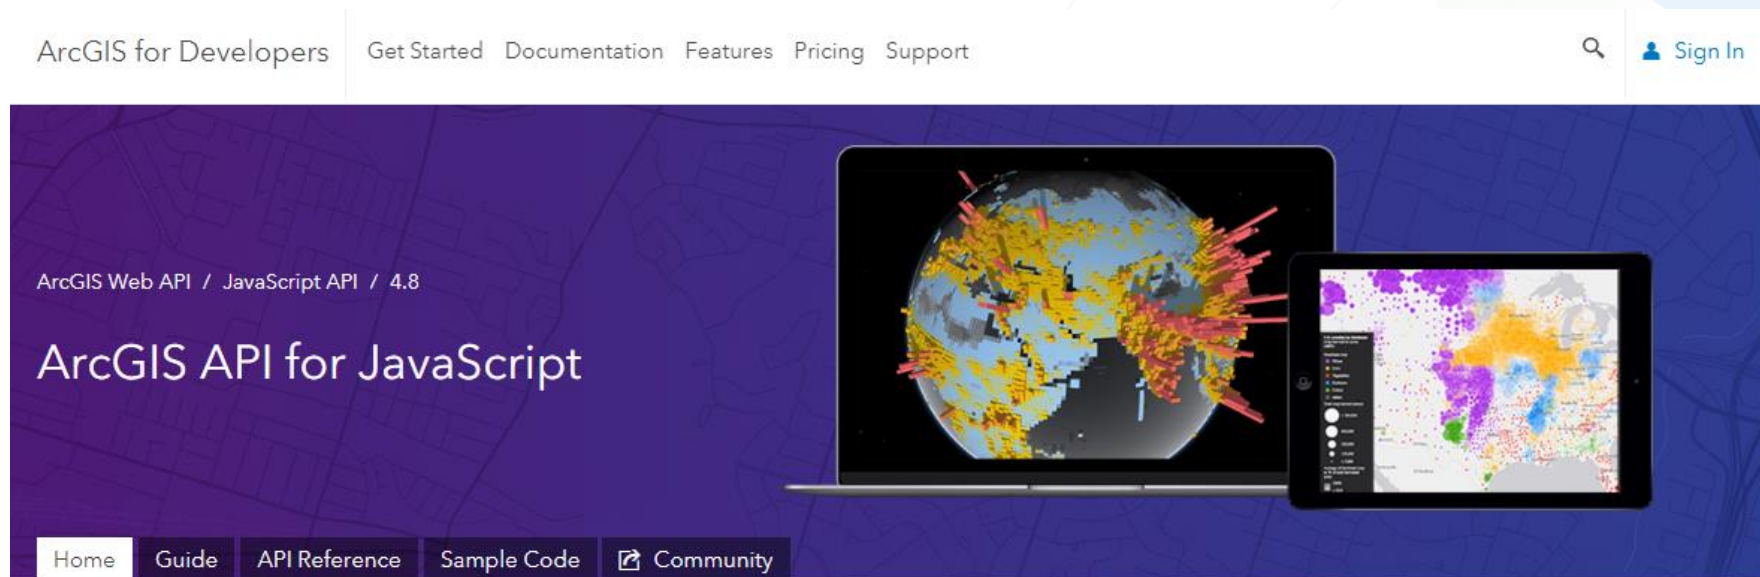 ArcGIS for Developers Get Started Documentation Features Pricing Support Sign In
ArcGIS Web API / JavaScript API / 4.8
ArcGIS API for JavaScript
Home Guide API Reference Sample Code Community